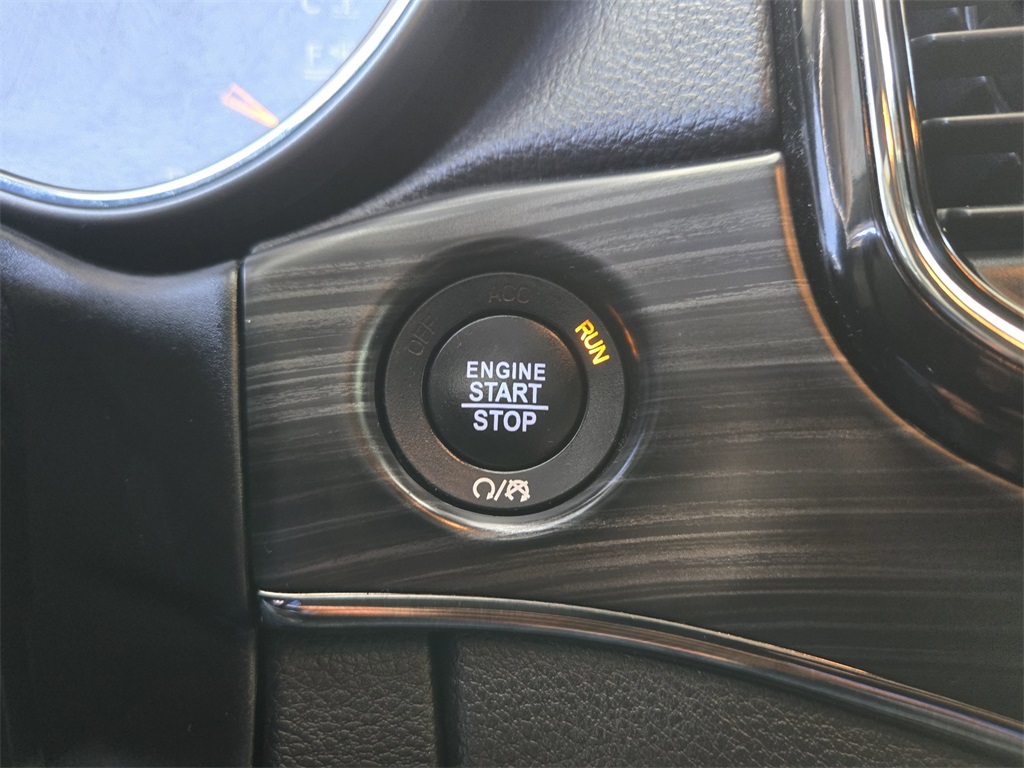 ACC
OFF
RUN
ENGINE
START
STOP